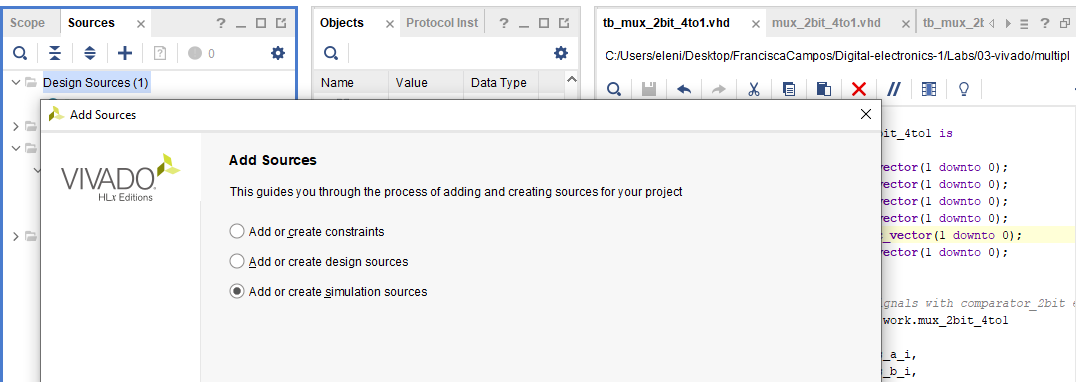 Scope Sources × ? _ □
Objects × ? _ □ Protocol Inst
tb_mux_2bit_4to1.vhd × mux_2bit_4to1.vhd × tb_mux_2
C:/Users/eleni/Desktop/FranciscaCampos/Digital-electronics-1/Labs/03-vivado/multipl
0
Design Sources (1)
Name Value Data Type
Add Sources
VIVADO
HLx Editions
Add Sources
This guides you through the process of adding and creating sources for your project
Add or create constraints
Add or create design sources
Add or create simulation sources
bit_4to1 is
vector(1 downto 0);
vector(1 downto 0);
vector(1 downto 0);
vector(1 downto 0);
_vector(1 downto 0);
vector(1 downto 0);
gnals with comparator_2bit e
work.mux_2bit_4to1
_a_i,
_b_i,